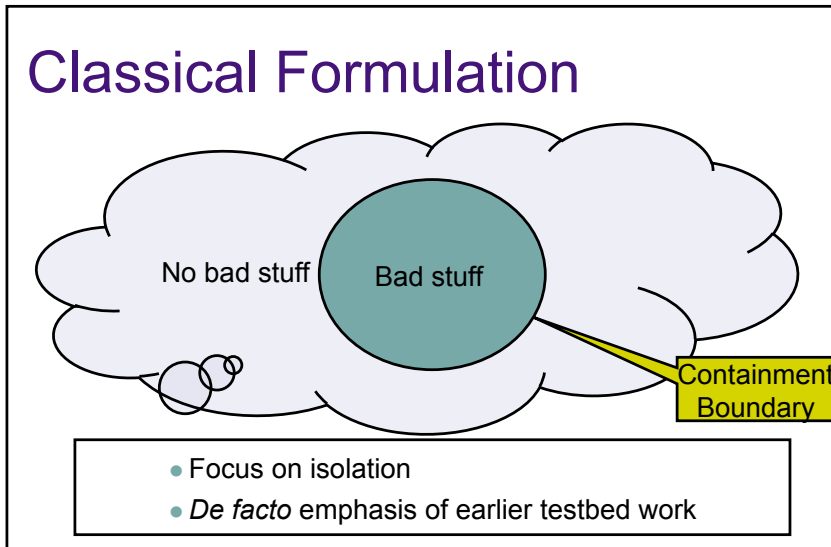 Classical Formulation
No bad stuff
Bad stuff
Containment
Boundary
Focus on isolation
De facto emphasis of earlier testbed work